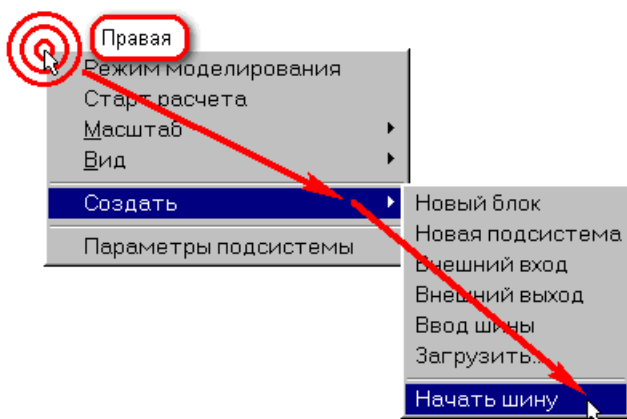 Правая
Режим моделирования
Старт расчета
Масштаб
Вид
Создать
Параметры подсистемы
Новый блок
Новая подсистема
Внешний вход
Внешний выход
Ввод шины
Загрузить...
Начать шину